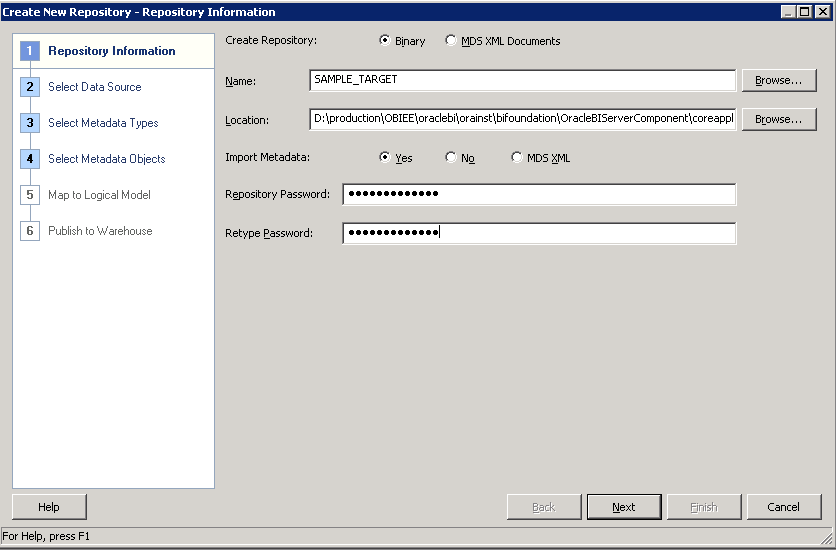 Create New Repository - Repository Information
1 Repository Information
2 Select Data Source
3 Select Metadata Types
4 Select Metadata Objects
5 Map to Logical Model
6 Publish to Warehouse
Create Repository: Binary MDS XML Documents
Name: SAMPLE_TARGET Browse...
Location: D:\production\OBIEE\oraclebi\orainst\bifoundation\OracleBIServerComponent\coreappl Browse...
Import Metadata: Yes No MDS XML
Repository Password: •••••••••••••
Retype Password: •••••••••••••
Help Back Next Finish Cancel
For Help, press F1